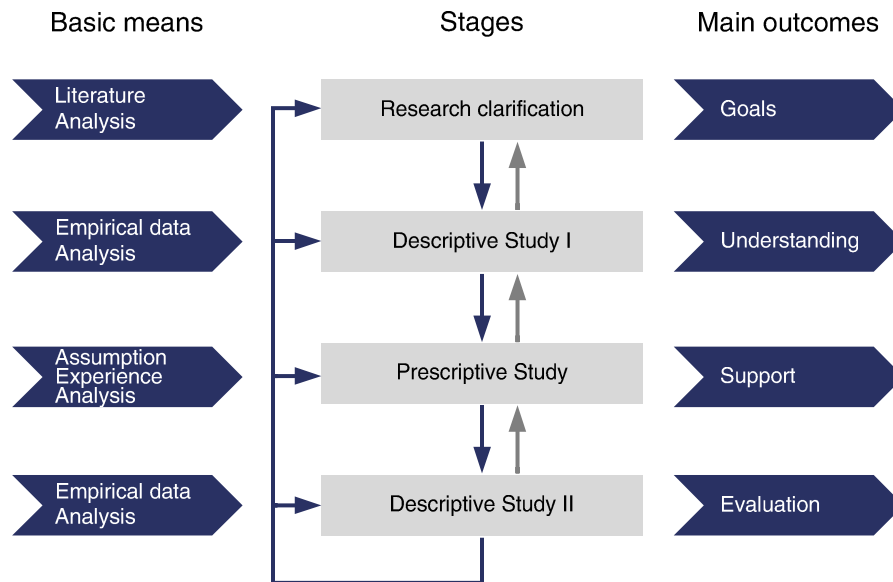 Basic means
Stages
Main outcomes
Literature
Analysis
Research clarification
Goals
Empirical data
Analysis
Descriptive Study I
Understanding
Assumption
Experience
Analysis
Prescriptive Study
Support
Empirical data
Analysis
Descriptive Study II
Evaluation